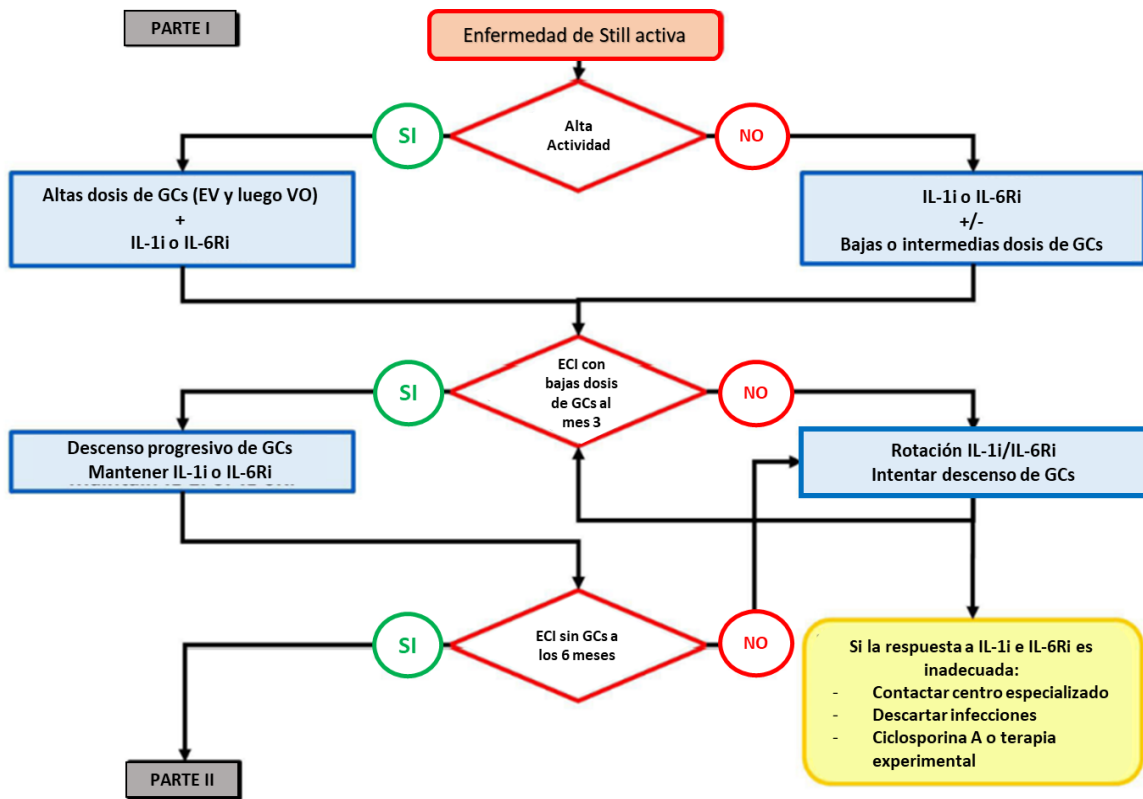 PARTE I
Enfermedad de Still activa
Alta
Actividad
SI
NO
Altas dosis de GCs (EV y luego VO)
+
IL-1i o IL-6Ri
IL-1i o IL-6Ri
+/-
Bajas o intermedias dosis de GCs
ECI con
bajas dosis
de GCs al
mes 3
SI
NO
Descenso progresivo de GCs
Mantener IL-1i o IL-6Ri
Rotación IL-1i/IL-6Ri
Intentar descenso de GCs
ECI sin GCs a
los 6 meses
SI
NO
Si la respuesta a IL-1i e IL-6Ri es
inadecuada:
- Contactar centro especializado
- Descartar infecciones
- Ciclosporina A o terapia
experimental
PARTE II